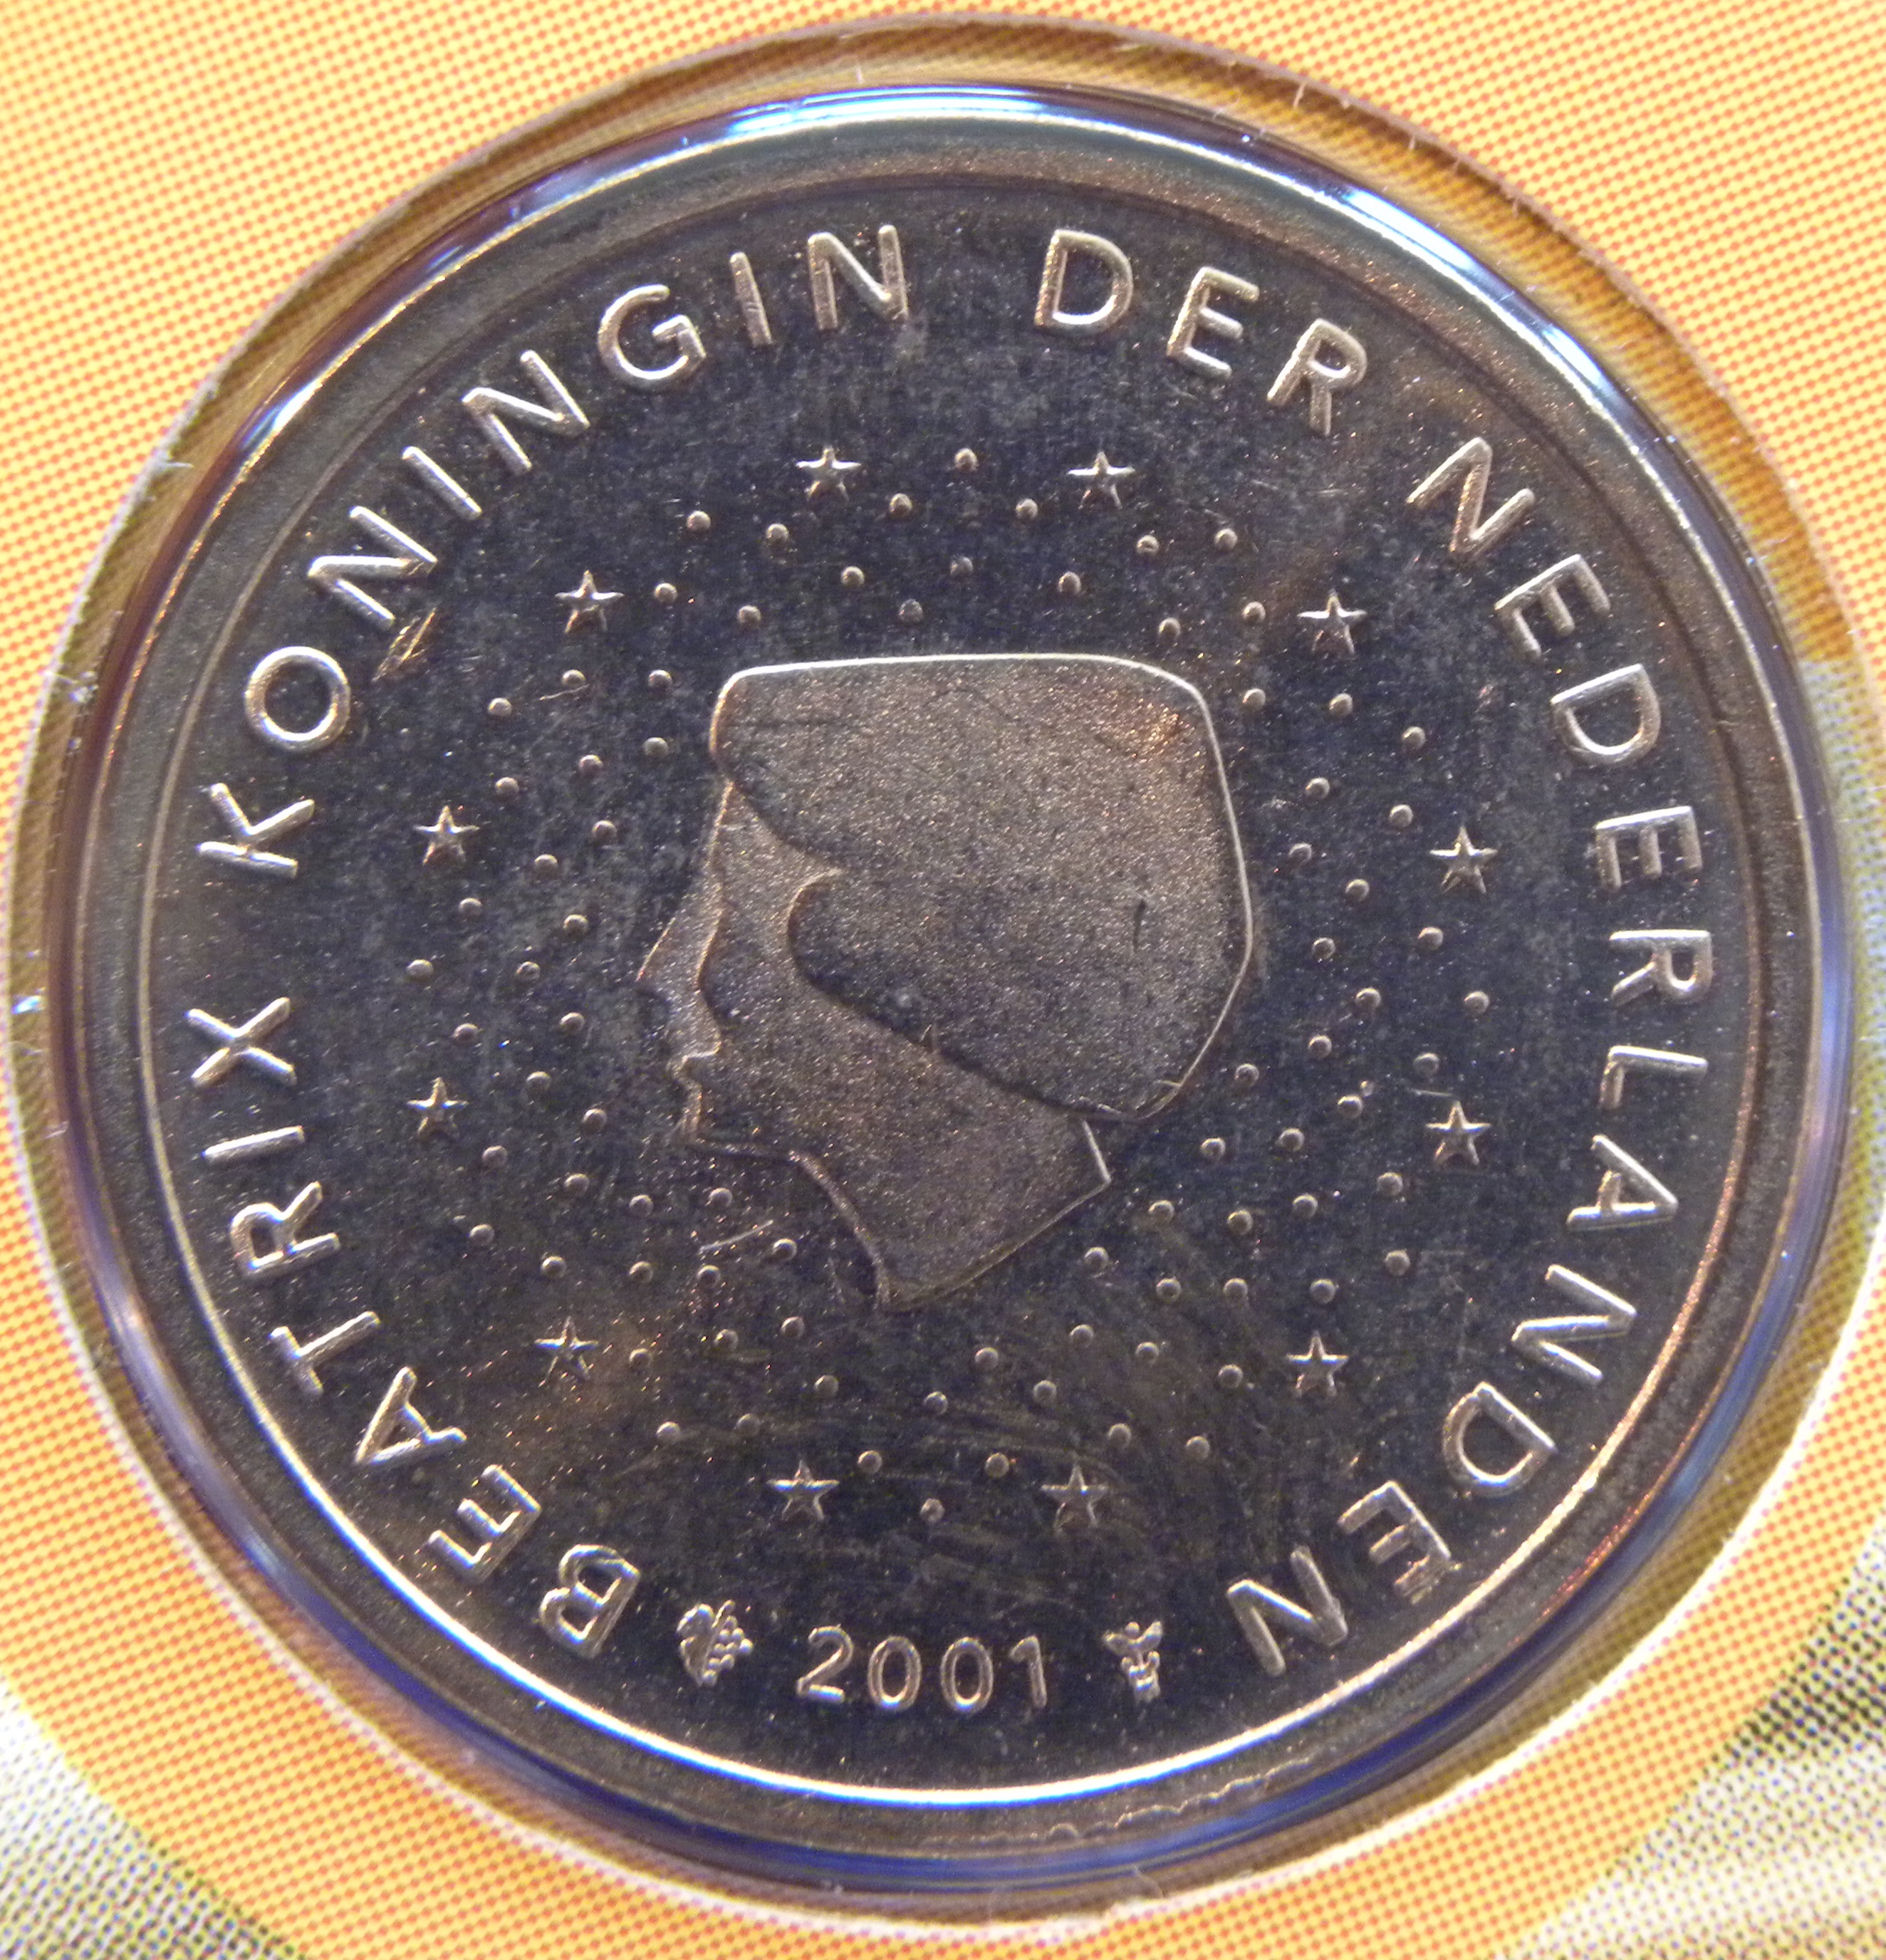 BEATRIX KONINGIN DER NEDERLANDEN
2001